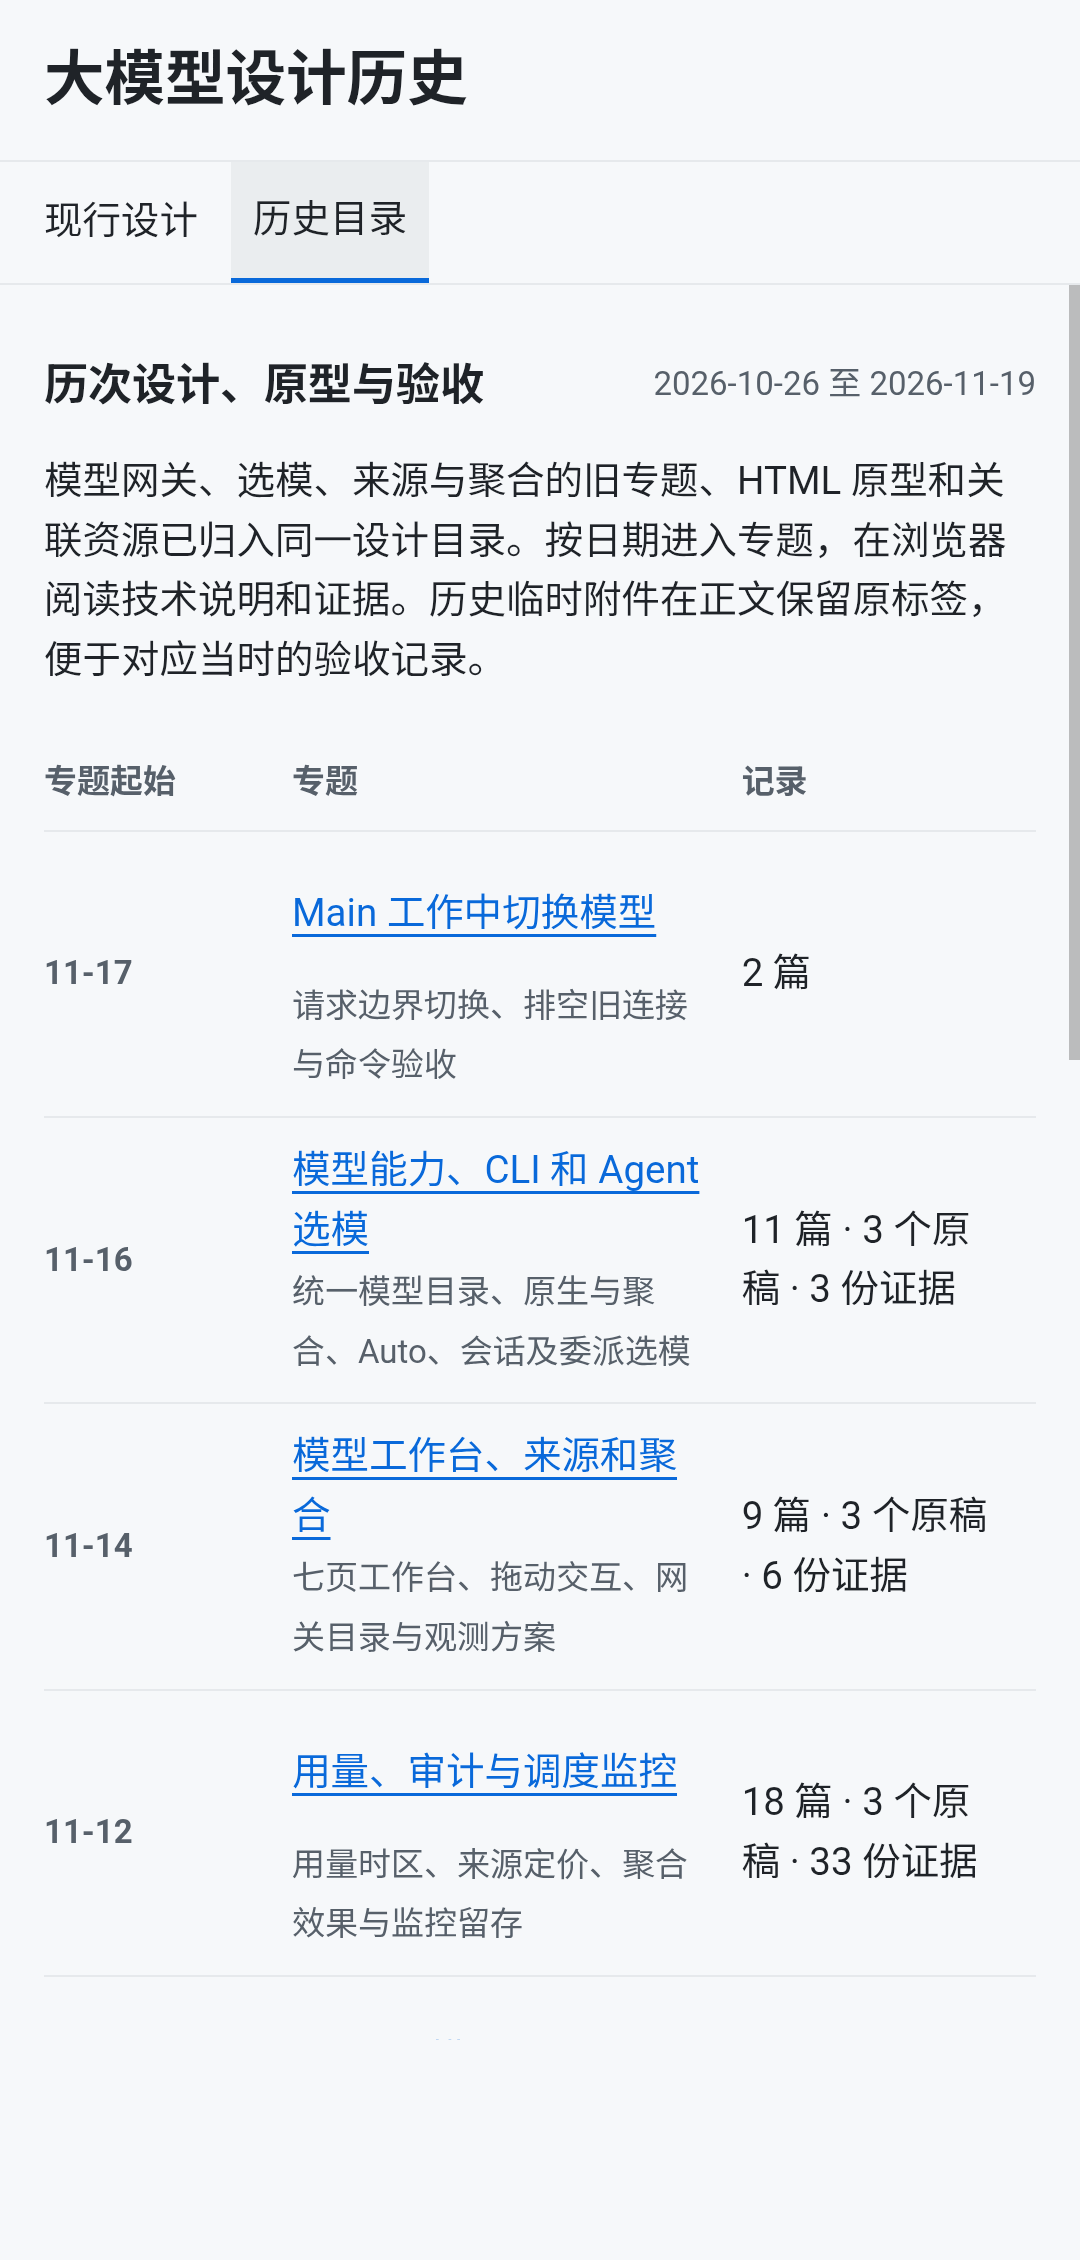 大模型设计历史
现行设计
历史目录
历次设计、原型与验收
2026-10-26 至 2026-11-19
模型网关、选模、来源与聚合的旧专题、HTML 原型和关
联资源已归入同一设计目录。按日期进入专题，在浏览器
阅读技术说明和证据。历史临时附件在正文保留原标签，
便于对应当时的验收记录。
专题起始
专题
记录
11-17
Main 工作中切换模型
请求边界切换、排空旧连接
与命令验收
2 篇
11-16
模型能力、CLI 和 Agent
选模
统一模型目录、原生与聚
合、Auto、会话及委派选模
11 篇 · 3 个原
稿 · 3 份证据
11-14
模型工作台、来源和聚
合
七页工作台、拖动交互、网
关目录与观测方案
9 篇 · 3 个原稿
· 6 份证据
11-12
用量、审计与调度监控
用量时区、来源定价、聚合
效果与监控留存
18 篇 · 3 个原
稿 · 33 份证据